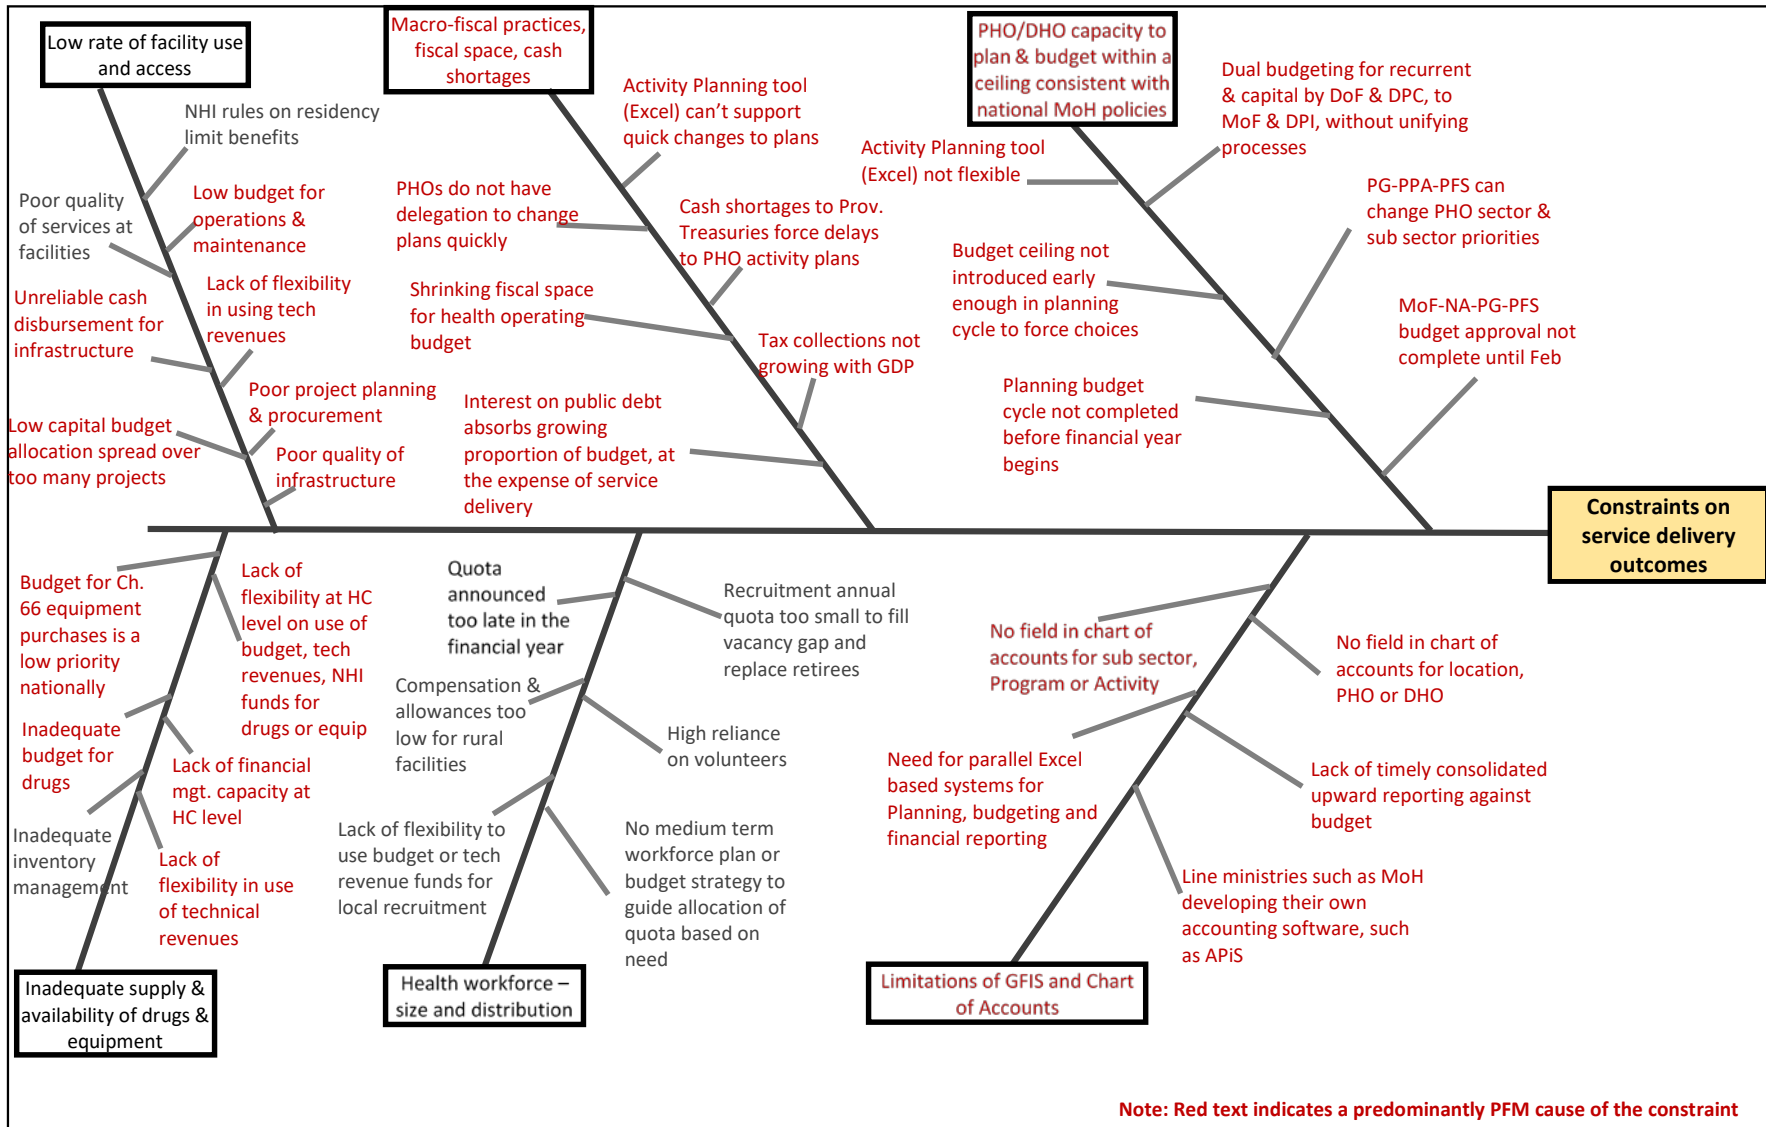 Low rate of facility use
and access
NHI rules on residency
limit benefits
Poor quality
of services at
facilities
Low budget for
operations &
maintenance
Unreliable cash
disbursement for
infrastructure
Lack of flexibility
in using tech
revenues
Low capital budget
allocation spread over
too many projects
Poor project planning
& procurement
Poor quality of
infrastructure
Macro-fiscal practices,
fiscal space, cash
shortages
Activity Planning tool
(Excel) can’t support
quick changes to plans
PHOs do not have
delegation to change
plans quickly
Cash shortages to Prov.
Treasuries force delays
to PHO activity plans
Shrinking fiscal space
for health operating
budget
Tax collections not
growing with GDP
Interest on public debt
absorbs growing
proportion of budget, at
the expense of service
delivery
PHO/DHO capacity to
plan & budget within a
ceiling consistent with
national MoH policies
Activity Planning tool
(Excel) not flexible
Dual budgeting for recurrent
& capital by DoF & DPC, to
MoF & DPI, without unifying
processes
PG-PPA-PFS can
change PHO sector &
sub sector priorities
Budget ceiling not
introduced early
enough in planning
cycle to force choices
MoF-NA-PG-PFS
budget approval not
complete until Feb
Planning budget
cycle not completed
before financial year
begins
Constraints on
service delivery
outcomes
Budget for Ch.
66 equipment
purchases is a
low priority
nationally
Lack of
flexibility at HC
level on use of
budget, tech
revenues, NHI
funds for
drugs or equip
Inadequate
budget for
drugs
Lack of financial
mgt. capacity at
HC level
Inadequate
inventory
management
Lack of
flexibility in use
of technical
revenues
Inadequate supply &
availability of drugs &
equipment
Quota
announced
too late in the
financial year
Recruitment annual
quota too small to fill
vacancy gap and
replace retirees
Compensation &
allowances too
low for rural
facilities
High reliance
on volunteers
Lack of flexibility to
use budget or tech
revenue funds for
local recruitment
No medium term
workforce plan or
budget strategy to
guide allocation of
quota based on
need
Health workforce –
size and distribution
No field in chart of
accounts for sub sector,
Program or Activity
No field in chart of
accounts for location,
PHO or DHO
Need for parallel Excel
based systems for
Planning, budgeting and
financial reporting
Lack of timely consolidated
upward reporting against
budget
Line ministries such as MoH
developing their own
accounting software, such
as APiS
Limitations of GFIS and Chart
of Accounts
Note: Red text indicates a predominantly PFM cause of the constraint